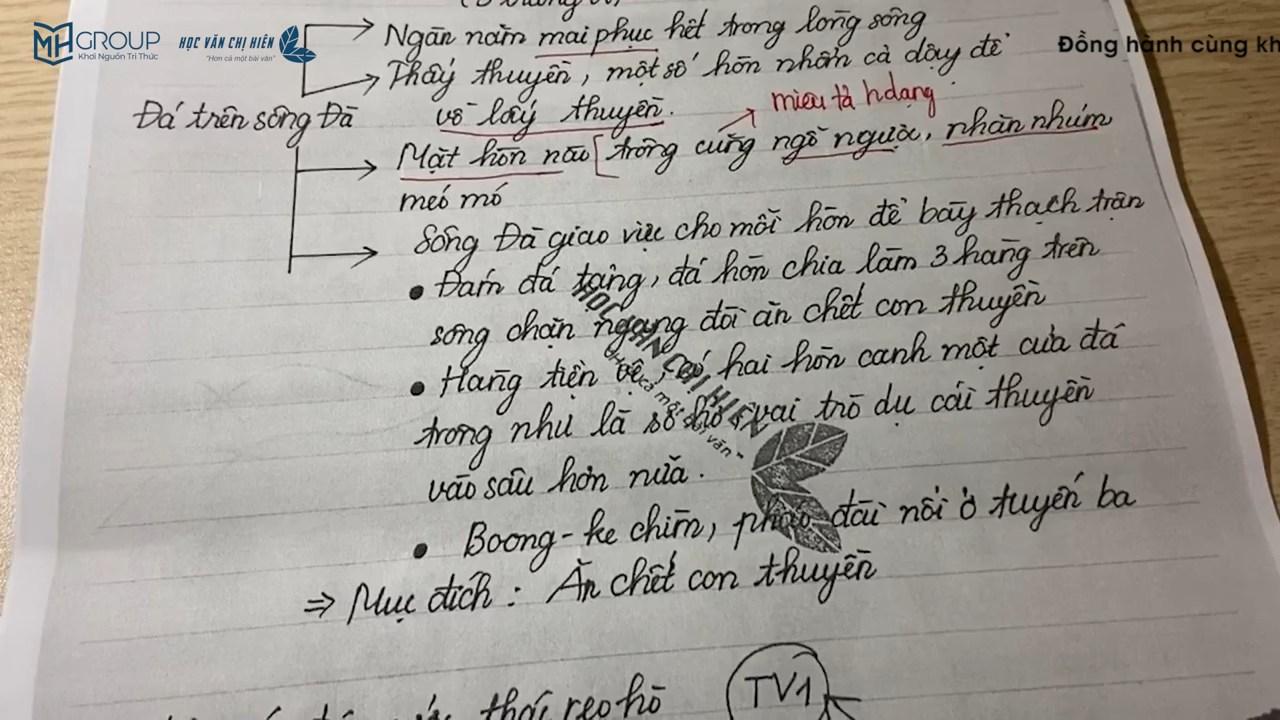 MH GROUP
Khơi Nguồn Tri Thức
HỌC VĂN CHỊ HIÊN
"Hơn cả một bài văn"
Đồng hành cùng kh
Ngàn năm mai phục hết trong lòng sông
Thấy thuyền, một số hòn nhổm cả dậy để
vồ lấy thuyền.
miêu tả hdạng
Đá trên sông Đà
Mặt hòn nào trông cũng ngỗ ngược, nhăn nhúm
méo mó
Sông Đà giao việc cho mỗi hòn để bày thạch trận
• Đám đá tảng, đá hòn chia làm 3 hàng trên
sông chặn ngang đòi ăn chết con thuyền
• Hàng tiền vệ, có hai hòn canh một cửa đá
trông như là sơ hở, vai trò dụ cái thuyền
vào sâu hơn nữa.
• Boong-ke chìm, pháo đài nổi ở tuyến ba
⇒ Mục đích: Ăn chết con thuyền
HỌC VĂN CHỊ HIÊN
reo hò
TV1